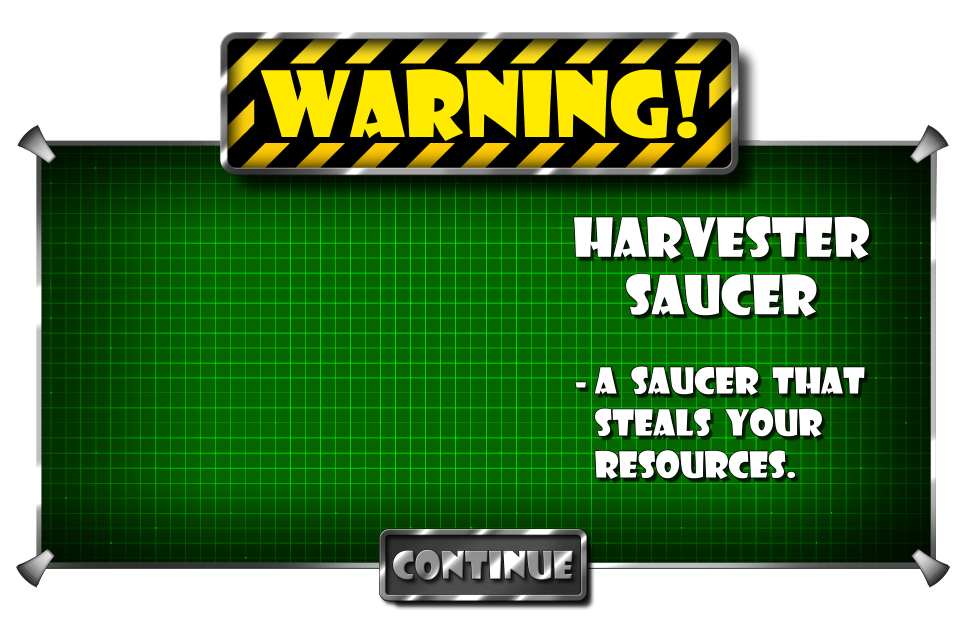 WARNING!
HARVESTER
SAUCER
- A SAUCER THAT
STEALS YOUR
RESOURCES.
CONTINUE